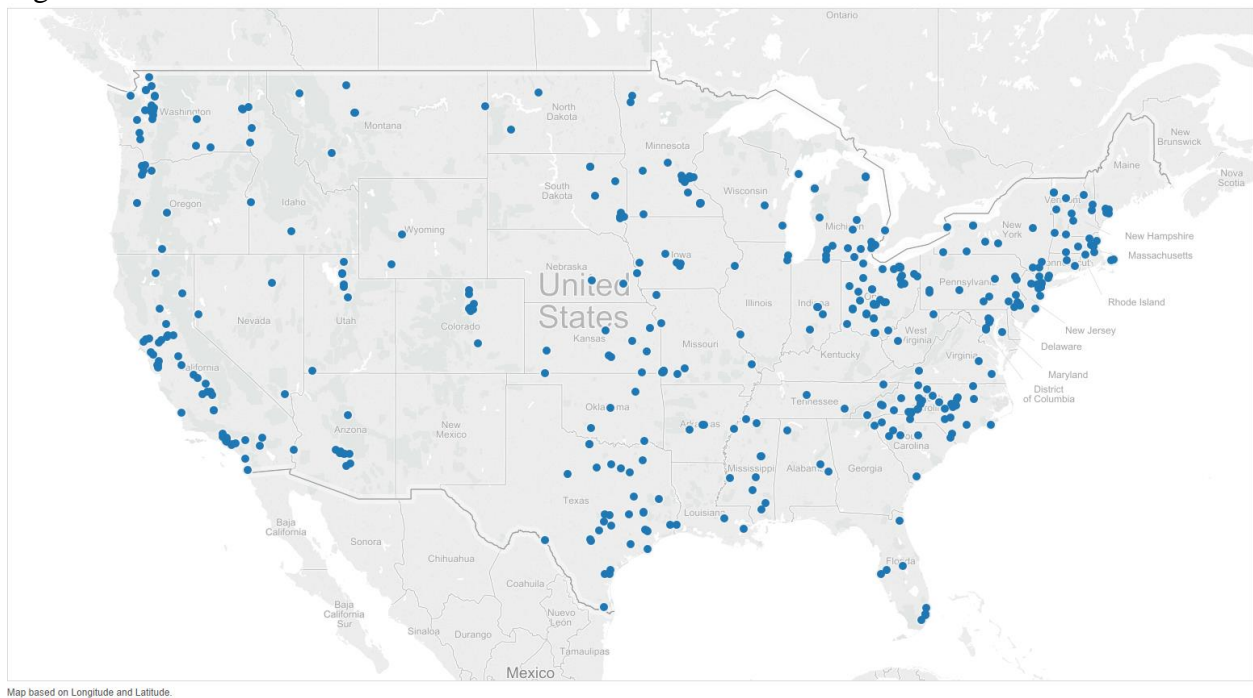 Ontario
Washington
Montana
North
Dakota
Minnesota
New
Brunswick
Maine
Nova
Scotia
Oregon
Idaho
South
Dakota
Wisconsin
Michigan
Vermont
New
York
New Hampshire
Massachusetts
Wyoming
Nebraska
Iowa
Pennsylvania
Connecticut
Rhode Island
United
States
Nevada
Utah
Colorado
Kansas
Illinois
Indiana
Missouri
West
Virginia
Virginia
Kentucky
New Jersey
Delaware
Maryland
District
of Columbia
California
Arizona
New
Mexico
Oklahoma
Arkansas
Tennessee
South
Carolina
Mississippi
Alabama
Georgia
Texas
Louisiana
Florida
Baja
California
Sonora
Chihuahua
Coahuila
Baja
California
Sur
Sinaloa
Durango
Nuevo
León
Tamaulipas
Mexico
Map based on Longitude and Latitude.